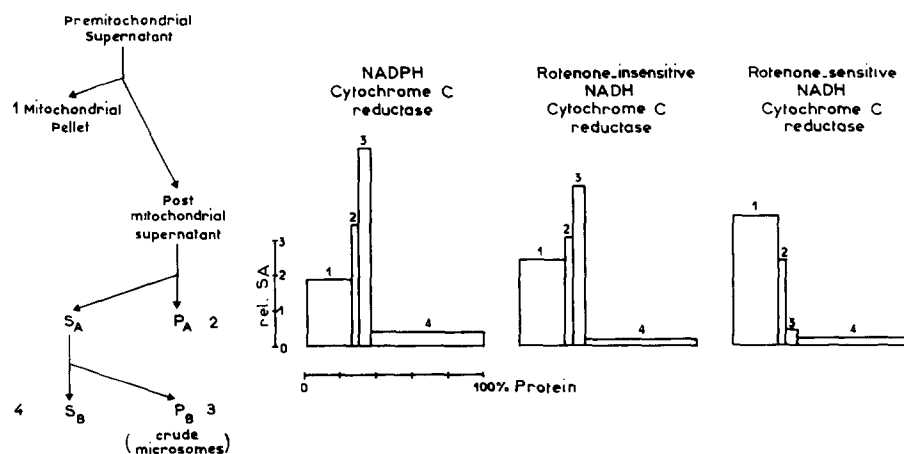 Premitochondrial
Supernatant
1 Mitochondrial
Pellet
Post
mitochondrial
supernatant
S_A
P_A 2
4 S_B
P_B 3
(crude
microsomes)
NADPH
Cytochrome C
reductase
rel. SA
3
2
1
0
1
2
3
4
0
100% Protein
Rotenone_insensitive
NADH
Cytochrome C
reductase
1
2
3
4
Rotenone_sensitive
NADH
Cytochrome C
reductase
1
2
3
4